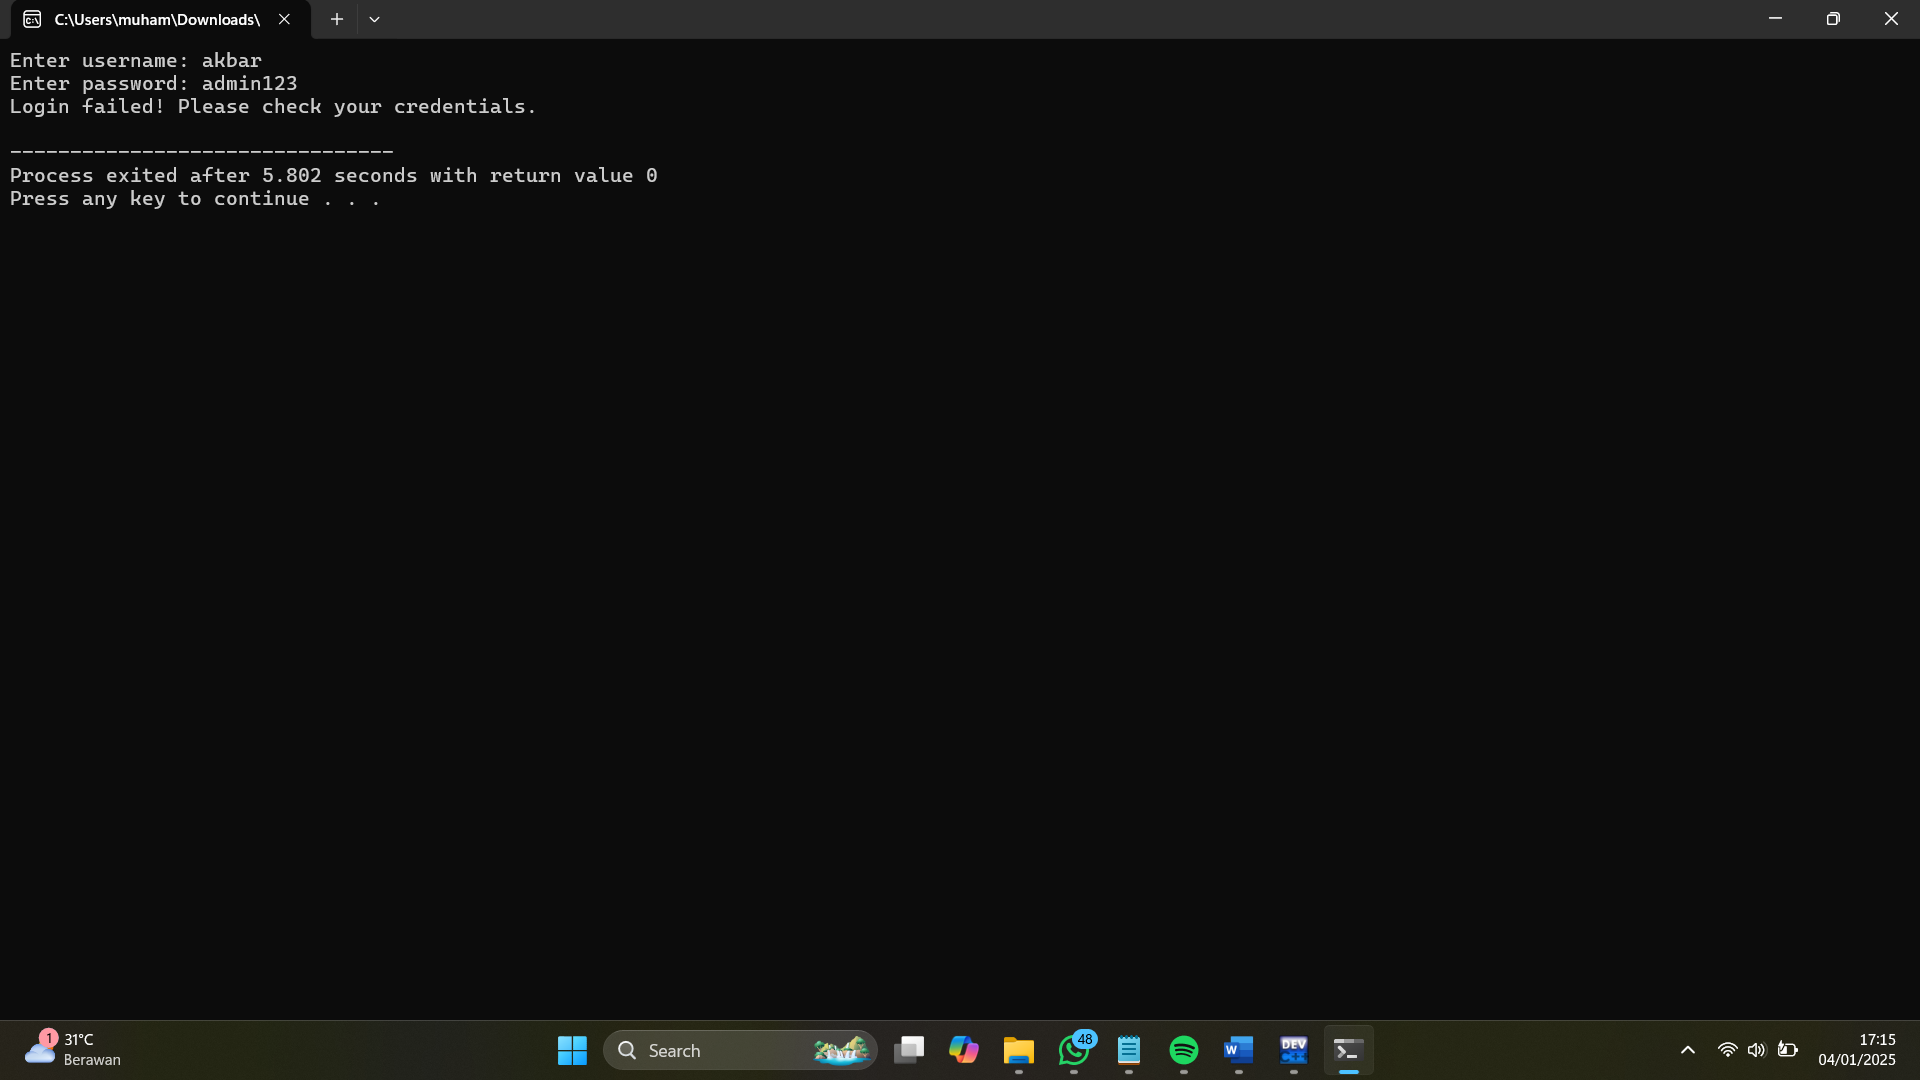 C:\Users\muham\Downloads\
Enter username: akbar
Enter password: admin123
Login failed! Please check your credentials.
--------------------------------
Process exited after 5.802 seconds with return value 0
Press any key to continue . . .
1
31°C
Berawan
Search
48
W
DEV
C++
17:15
04/01/2025